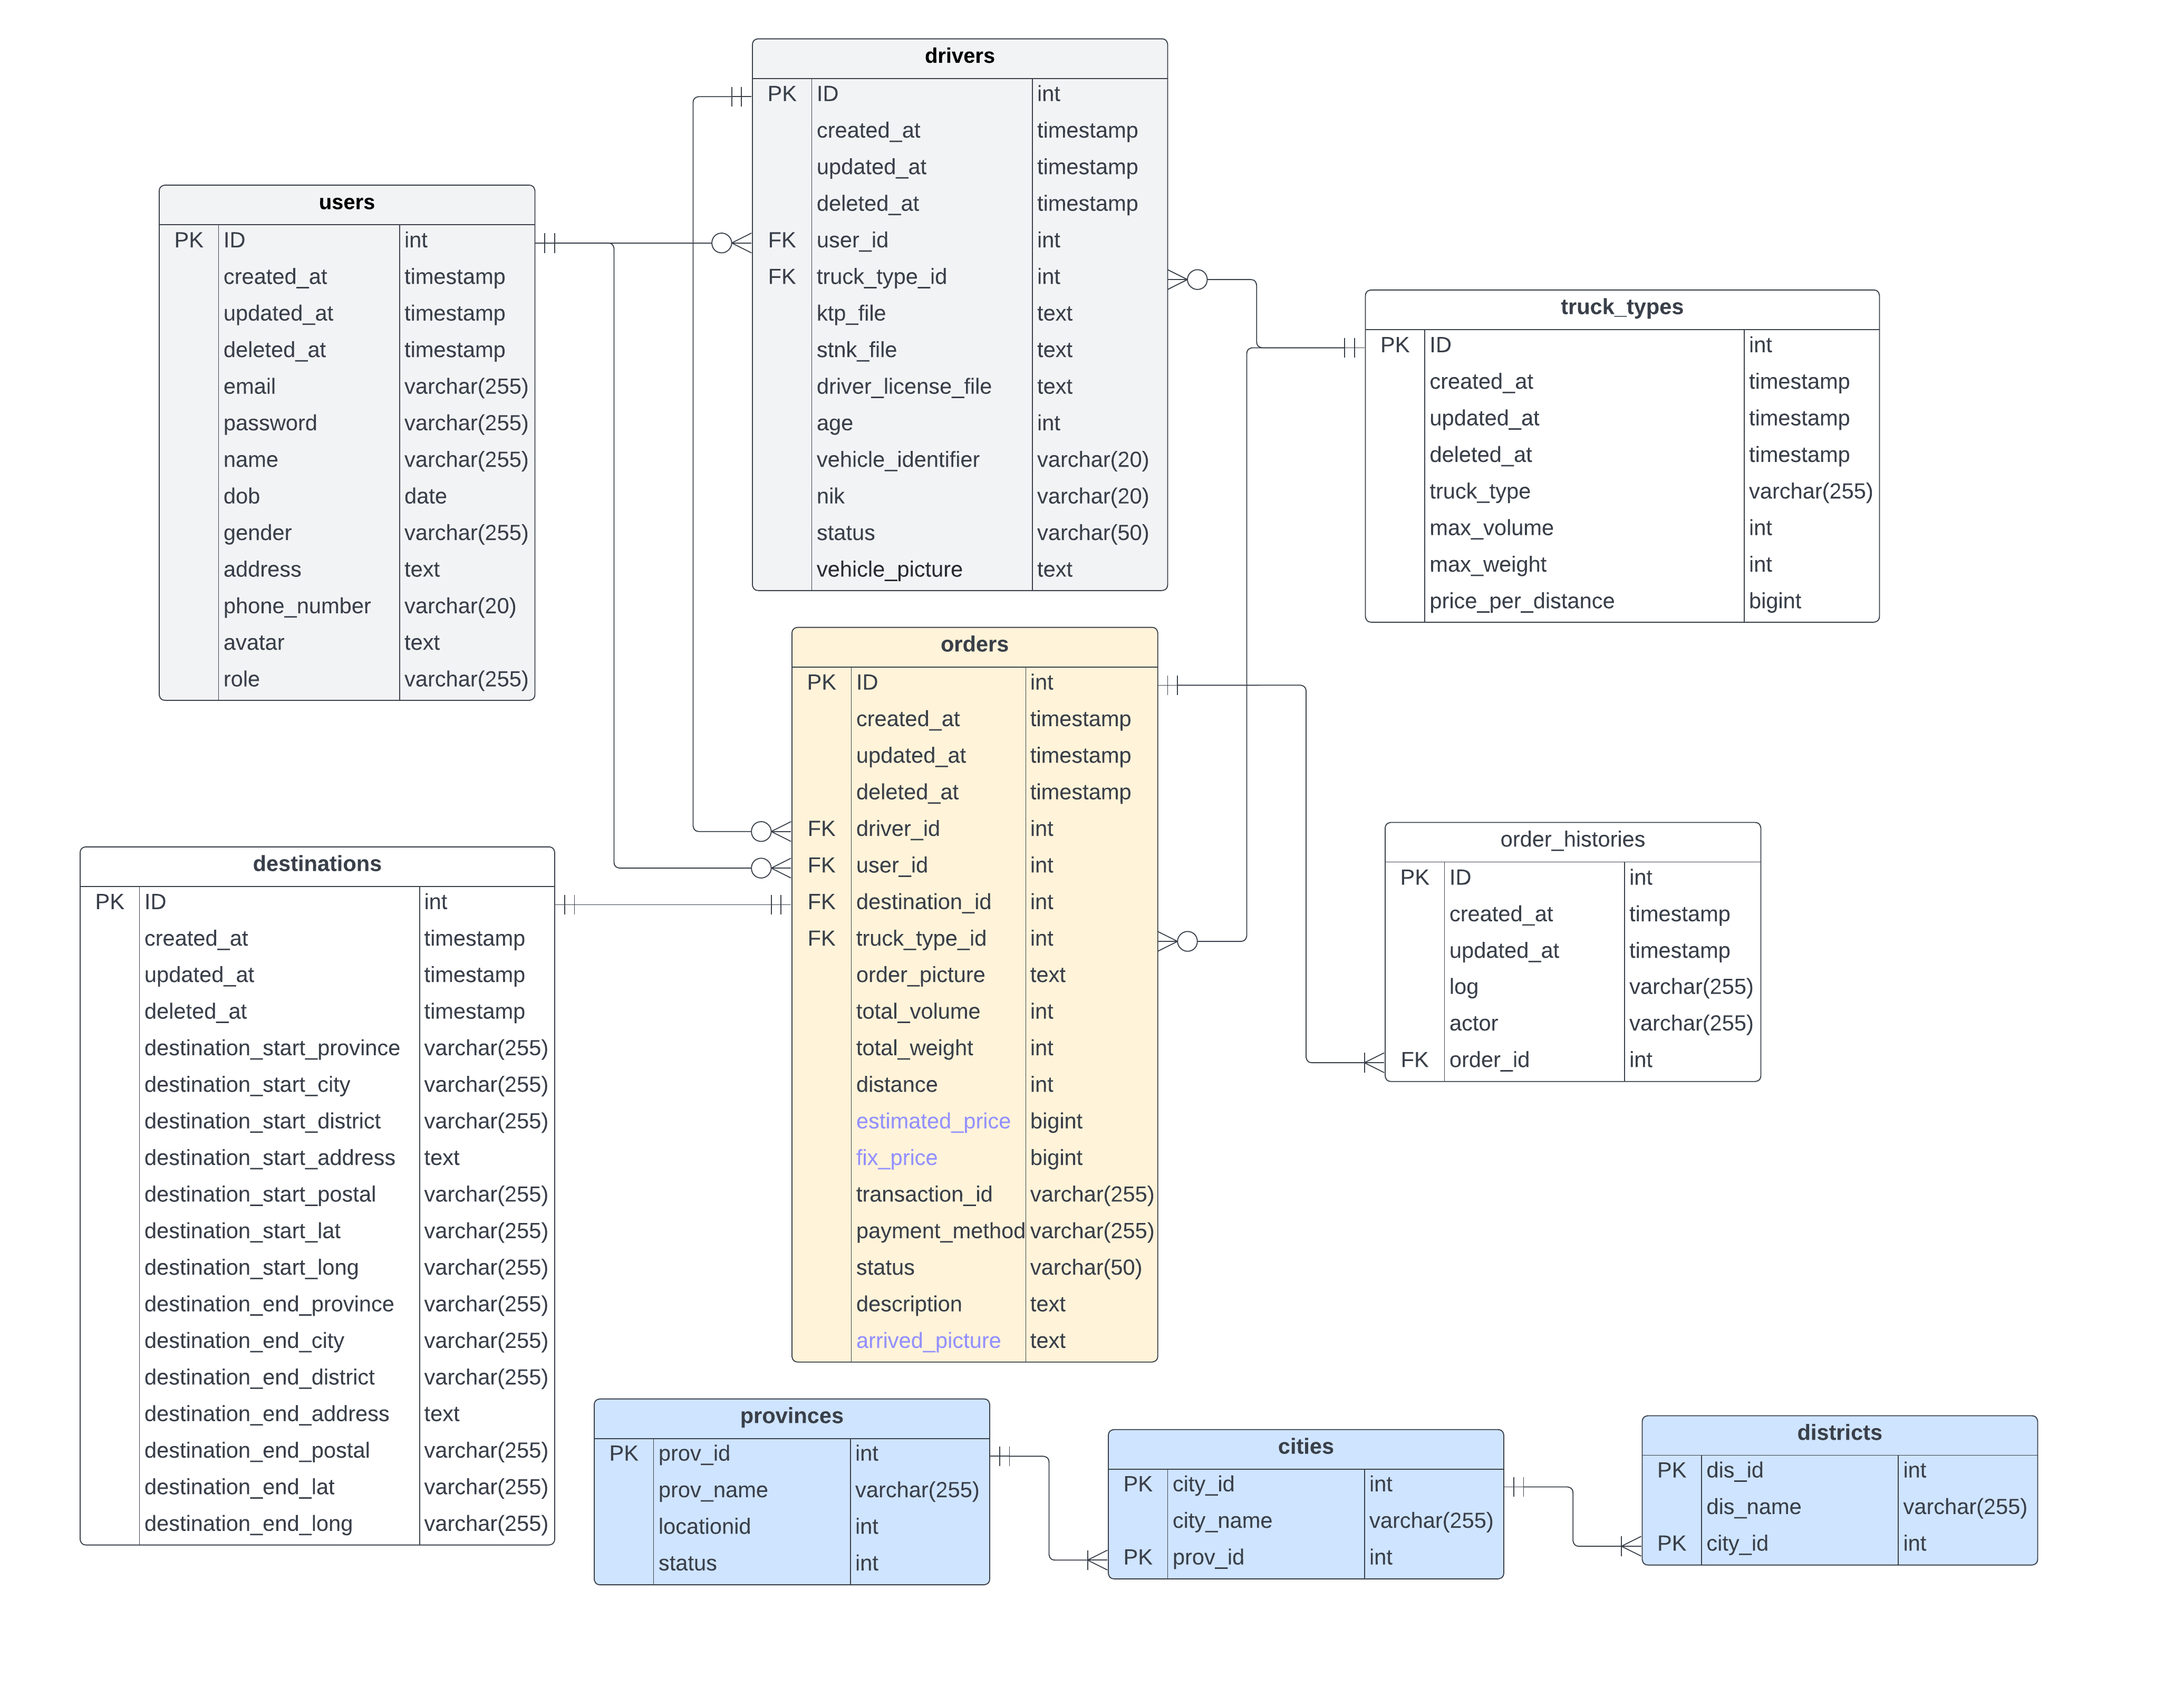 drivers
PK ID int
created_at timestamp
updated_at timestamp
deleted_at timestamp
FK user_id int
FK truck_type_id int
ktp_file text
stnk_file text
driver_license_file text
age int
vehicle_identifier varchar(20)
nik varchar(20)
status varchar(50)
vehicle_picture text
users
PK ID int
created_at timestamp
updated_at timestamp
deleted_at timestamp
email varchar(255)
password varchar(255)
name varchar(255)
dob date
gender varchar(255)
address text
phone_number varchar(20)
avatar text
role varchar(255)
truck_types
PK ID int
created_at timestamp
updated_at timestamp
deleted_at timestamp
truck_type varchar(255)
max_volume int
max_weight int
price_per_distance bigint
orders
PK ID int
created_at timestamp
updated_at timestamp
deleted_at timestamp
FK driver_id int
FK user_id int
FK destination_id int
FK truck_type_id int
order_picture text
total_volume int
total_weight int
distance int
estimated_price bigint
fix_price bigint
transaction_id varchar(255)
payment_method varchar(255)
status varchar(50)
description text
arrived_picture text
order_histories
PK ID int
created_at timestamp
updated_at timestamp
log varchar(255)
actor varchar(255)
FK order_id int
destinations
PK ID int
created_at timestamp
updated_at timestamp
deleted_at timestamp
destination_start_province varchar(255)
destination_start_city varchar(255)
destination_start_district varchar(255)
destination_start_address text
destination_start_postal varchar(255)
destination_start_lat varchar(255)
destination_start_long varchar(255)
destination_end_province varchar(255)
destination_end_city varchar(255)
destination_end_district varchar(255)
destination_end_address text
destination_end_postal varchar(255)
destination_end_lat varchar(255)
destination_end_long varchar(255)
provinces
PK prov_id int
prov_name varchar(255)
locationid int
status int
cities
PK city_id int
city_name varchar(255)
PK prov_id int
districts
PK dis_id int
dis_name varchar(255)
PK city_id int